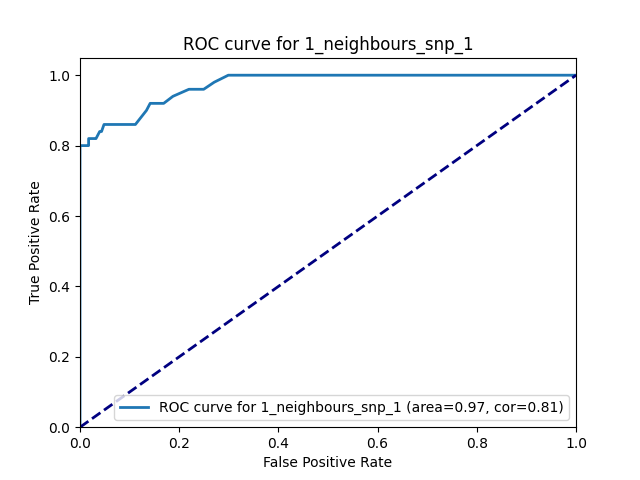 ROC curve for 1_neighbours_snp_1
1.0
0.8
0.6
0.4
0.2
0.0
True Positive Rate
ROC curve for 1_neighbours_snp_1 (area=0.97, cor=0.81)
0.0 0.2 0.4 0.6 0.8 1.0
False Positive Rate